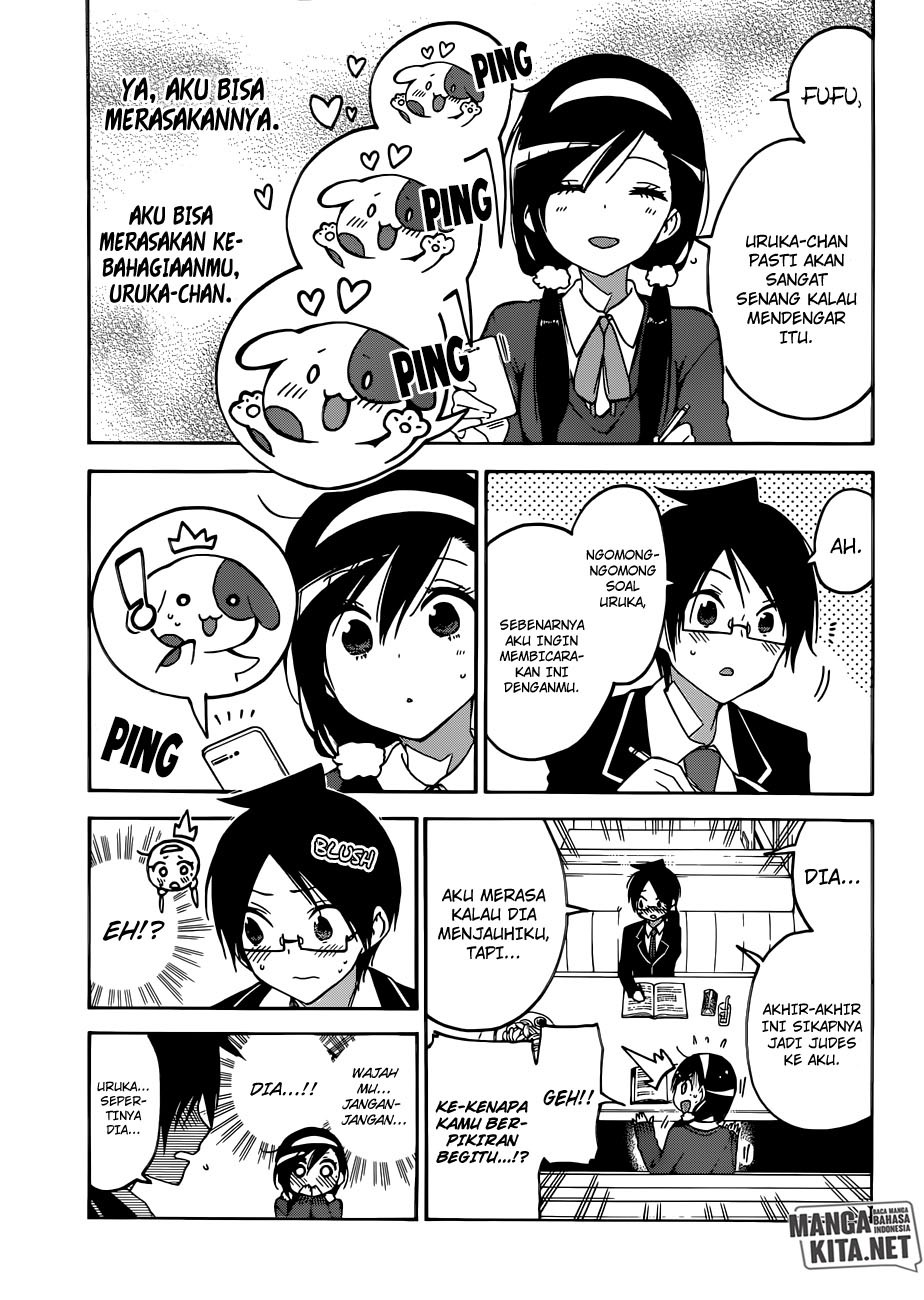 FUFU,
URUKA-CHAN
PASTI AKAN
SANGAT
SENANG KALAU
MENDENGAR
ITU.
PING
PING
PING
YA, AKU BISA
MERASAKANNYA.
AKU BISA
MERASAKAN KE-
BAHAGIAANMU,
URUKA-CHAN.
AH.
NGOMONG-
NGOMONG
SOAL
URUKA,
SEBENARNYA
AKU INGIN
MEMBICARA-
KAN INI
DENGANMU.
PING
DIA...
AKHIR-AKHIR
INI SIKAPNYA
JADI JUDES
KE AKU.
AKU MERASA
KALAU DIA
MENJAUHIKU,
TAPI...
GEH!!
KE-KENAPA
KAMU BER-
PIKIRAN
BEGITU...!?
BLUSH
EH!?
WAJAH
MU...
JANGAN-
JANGAN...
DIA...!!
URUKA...
SEPER-
TINYA
DIA...
MANGA BACA MANGA
BAHASA
INDONESIA
KITA.NET